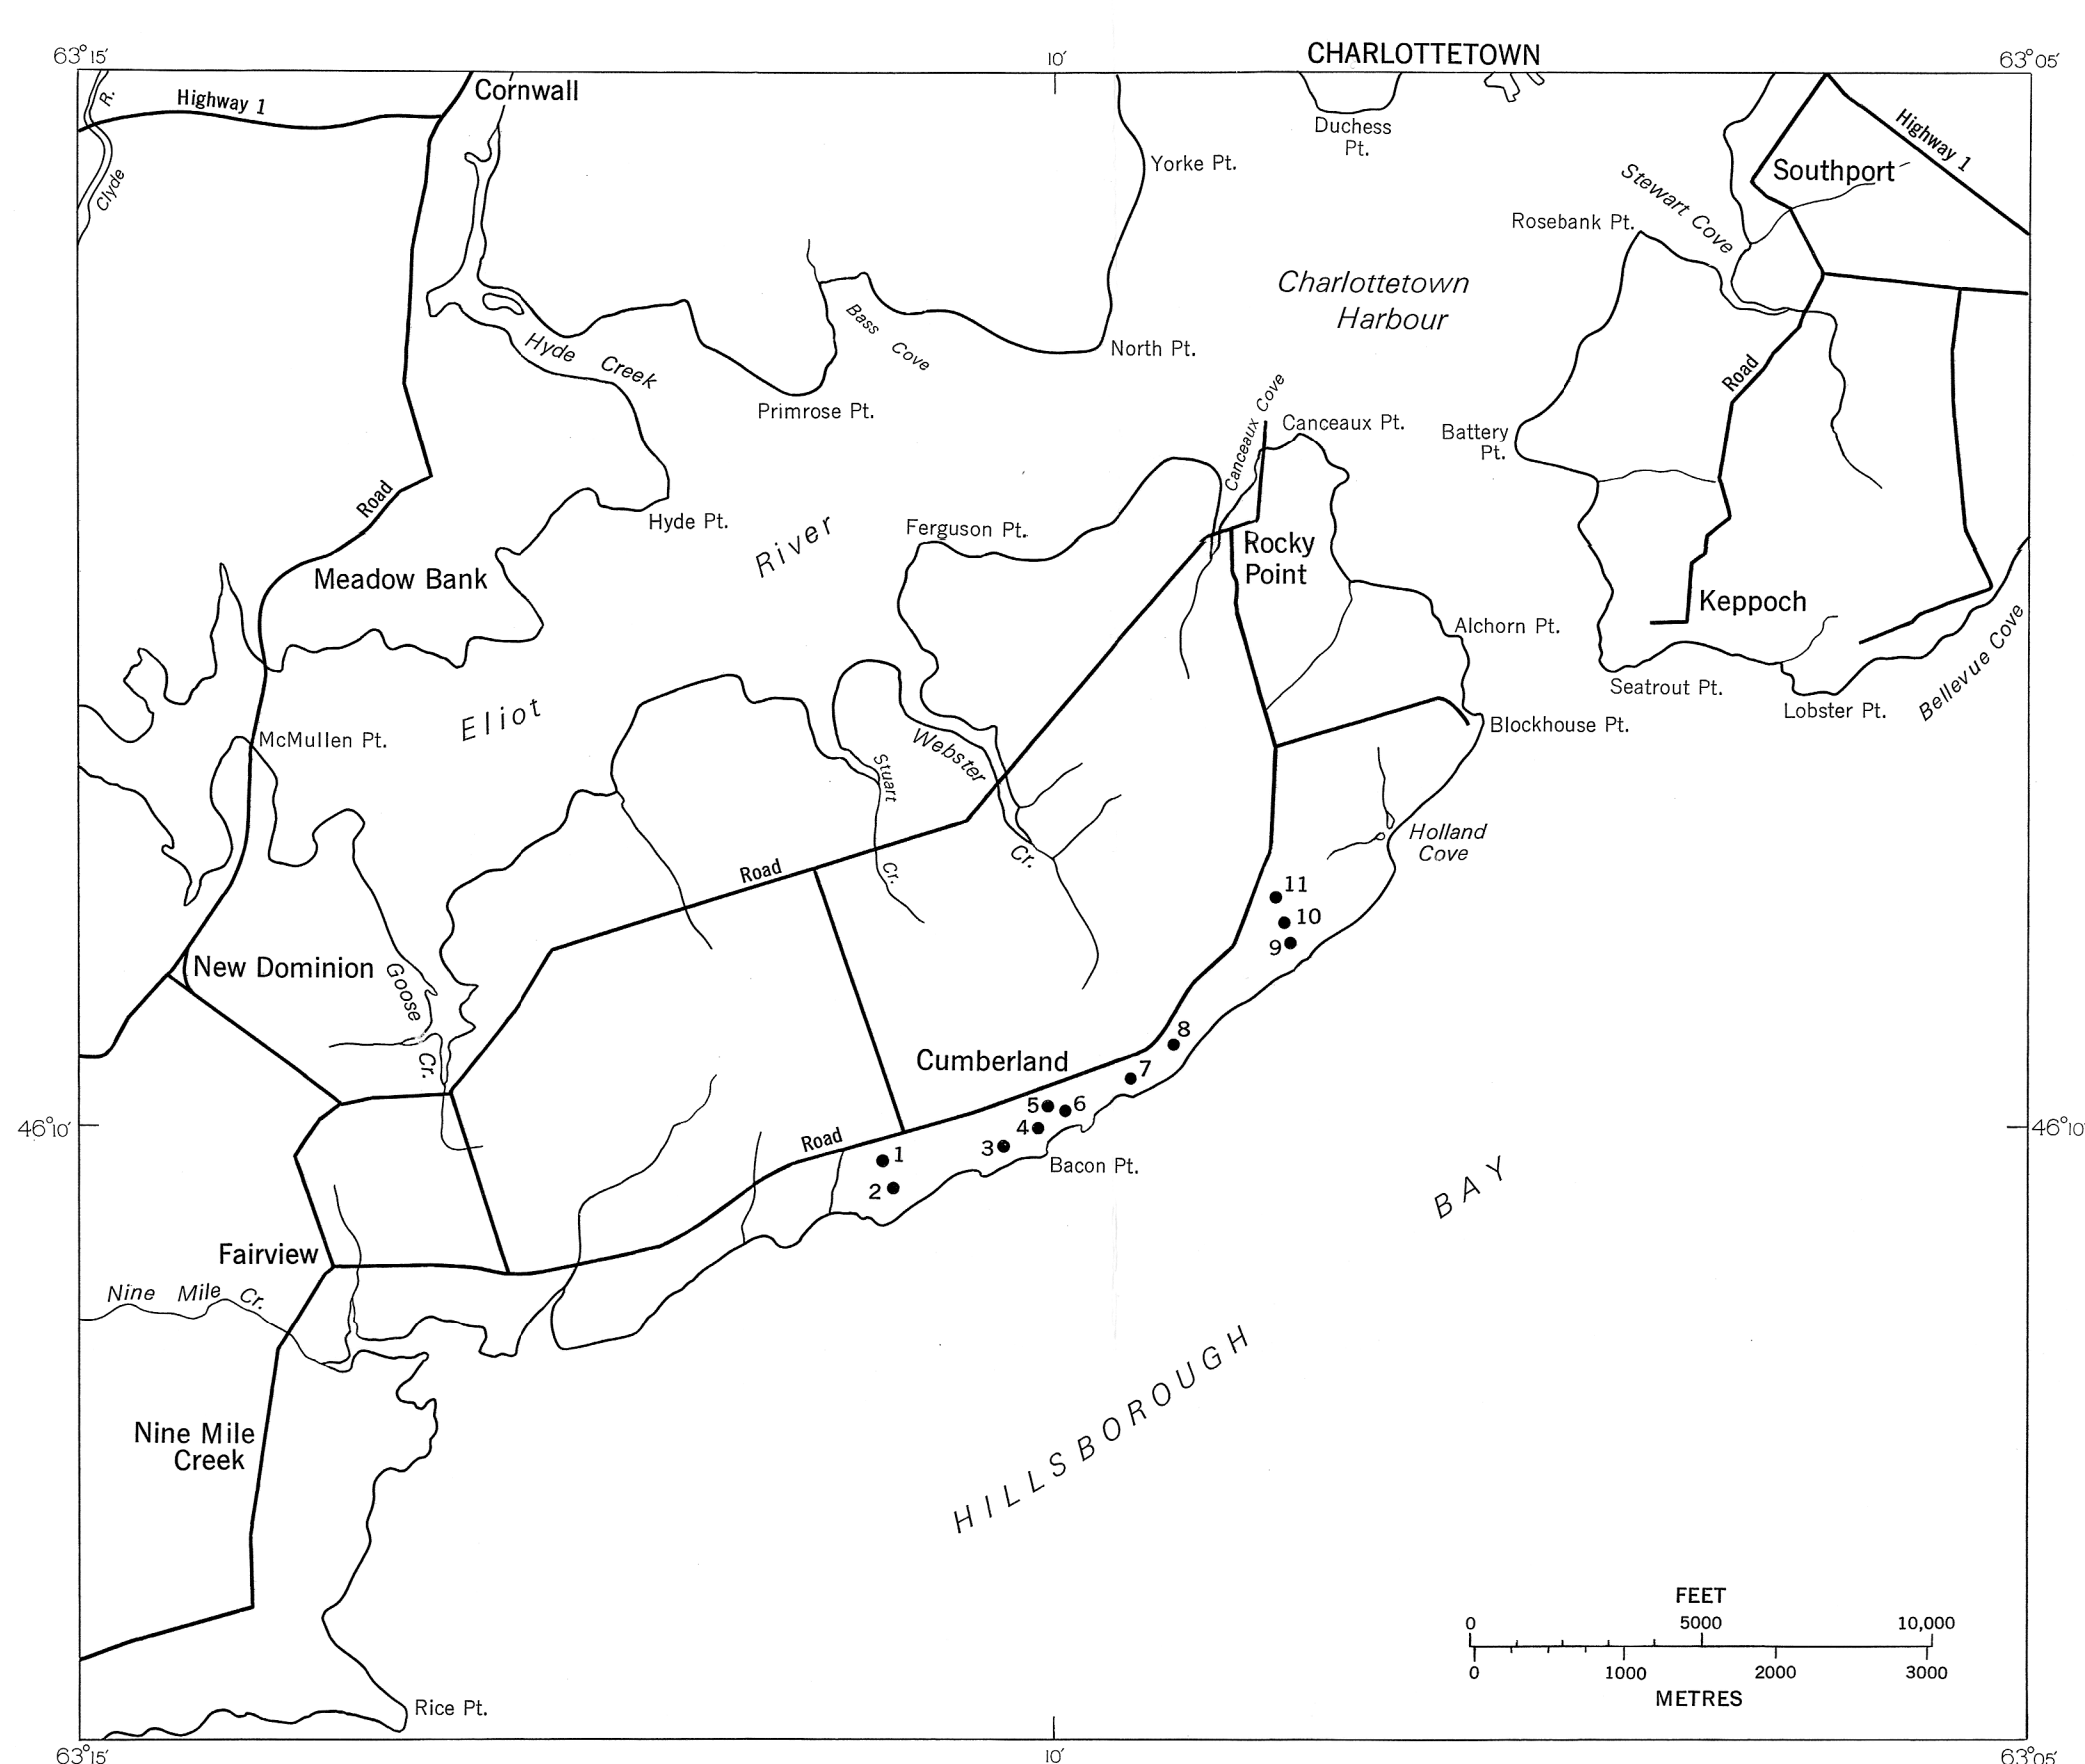 63°15'
10'
CHARLOTTETOWN
63°05'
R.
Highway 1
Cornwall
Clyde
Duchess
Pt.
Yorke Pt.
Highway 1
Southport
Stewart Cove
Rosebank Pt.
Charlottetown
Harbour
Bass Cove
Hyde Creek
North Pt.
Primrose Pt.
Road
Canceaux Cove
Canceaux Pt.
Battery
Pt.
Road
Hyde Pt.
River
Ferguson Pt.
Rocky
Point
Meadow Bank
Keppoch
Alchorn Pt.
Bellevue Cove
Seatrout Pt.
Lobster Pt.
Eliot
McMullen Pt.
Blockhouse Pt.
Webster
Cr.
Stuart
Cr.
Holland
Cove
Road
11
10
9
New Dominion
Goose
Cr.
8
Cumberland
7
5
6
4
3
46°10'
46°10'
Road
1
2
Bacon Pt.
Fairview
Nine Mile Cr.
HILLSBOROUGH BAY
Nine Mile
Creek
Rice Pt.
FEET
0 5000 10,000
0 1000 2000 3000
METRES
63°15'
10'
63°05'